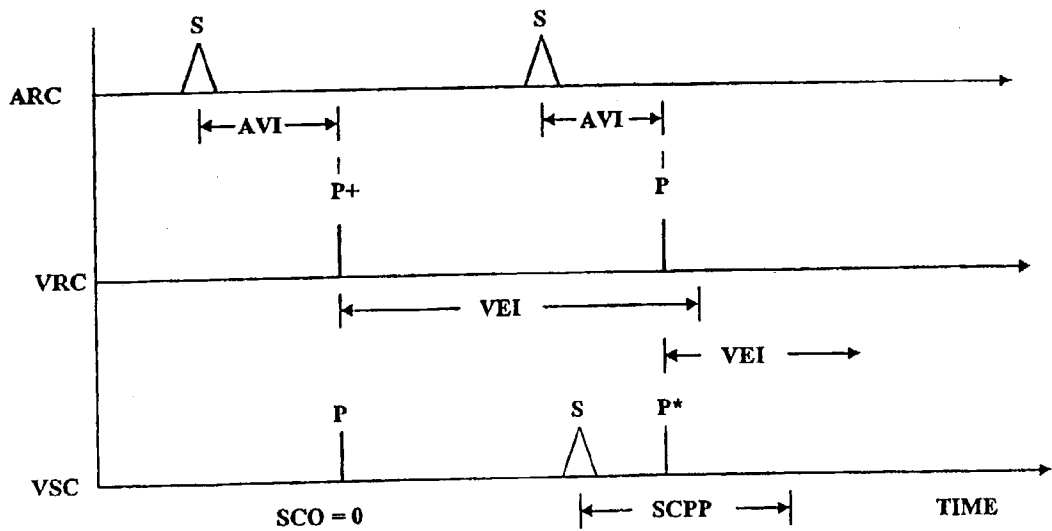 S S
ARC
AVI AVI
P+ P
VRC
VEI
VEI
P S P*
VSC
SCO = 0 SCPP TIME